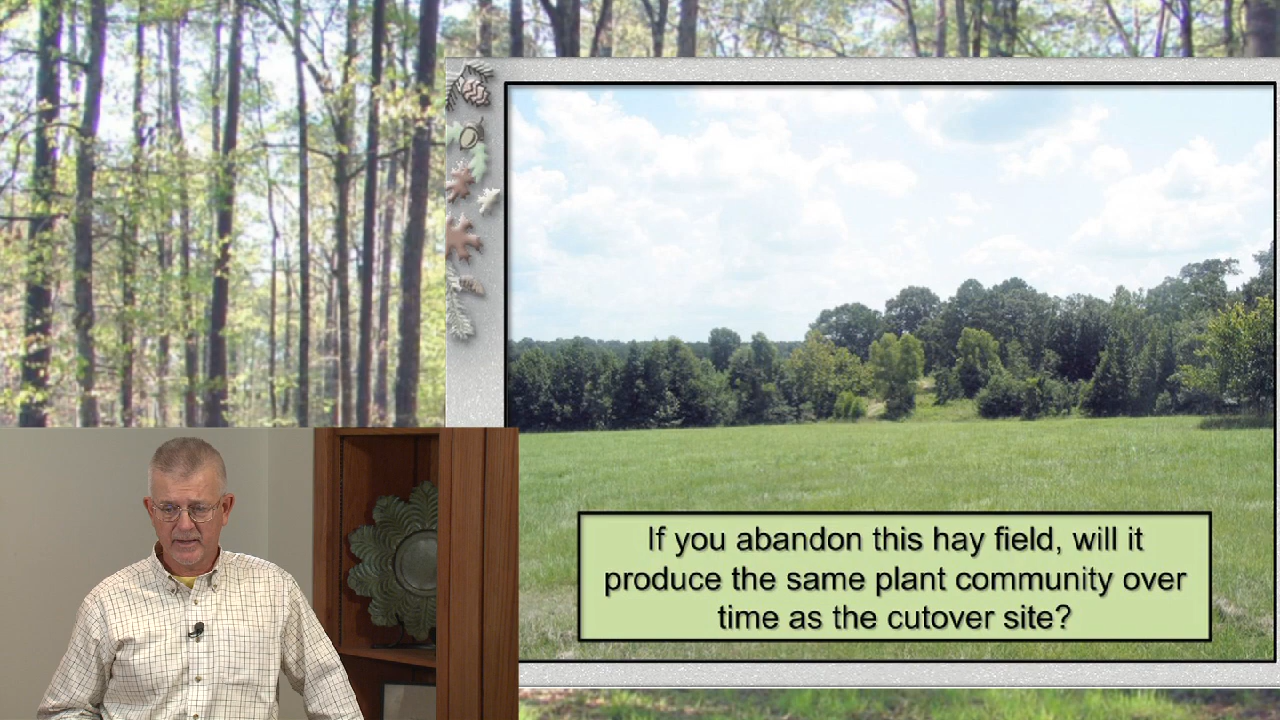 If you abandon this hay field, will it
produce the same plant community over
time as the cutover site?